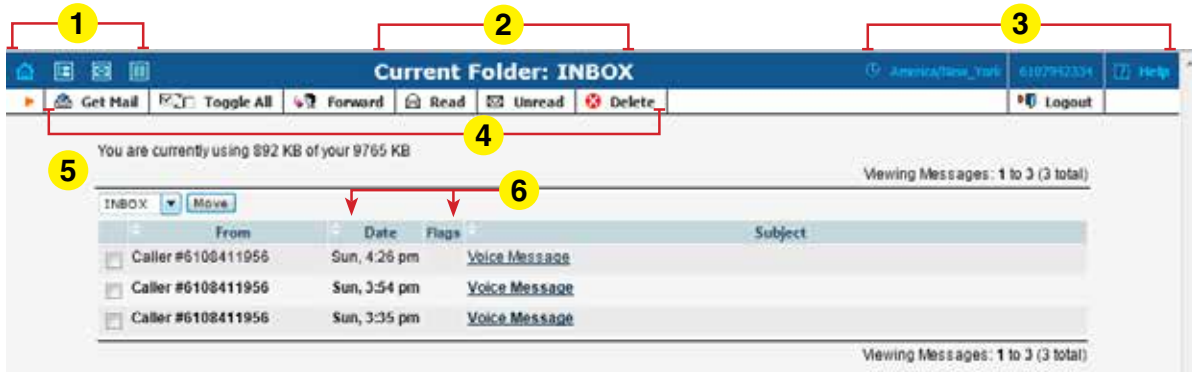 1 2 3
Current Folder: INBOX America/New_York 6107942334 Help
Get Mail Toggle All Forward Read Unread Delete Logout
4
You are currently using 892 KB of your 9765 KB
5 Viewing Messages: 1 to 3 (3 total)
6
INBOX Move
From Date Flags Subject
Caller #6108411956 Sun, 4:26 pm Voice Message
Caller #6108411956 Sun, 3:54 pm Voice Message
Caller #6108411956 Sun, 3:35 pm Voice Message
Viewing Messages: 1 to 3 (3 total)